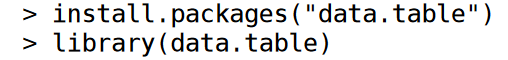 > install.packages("data.table")
> library(data.table)